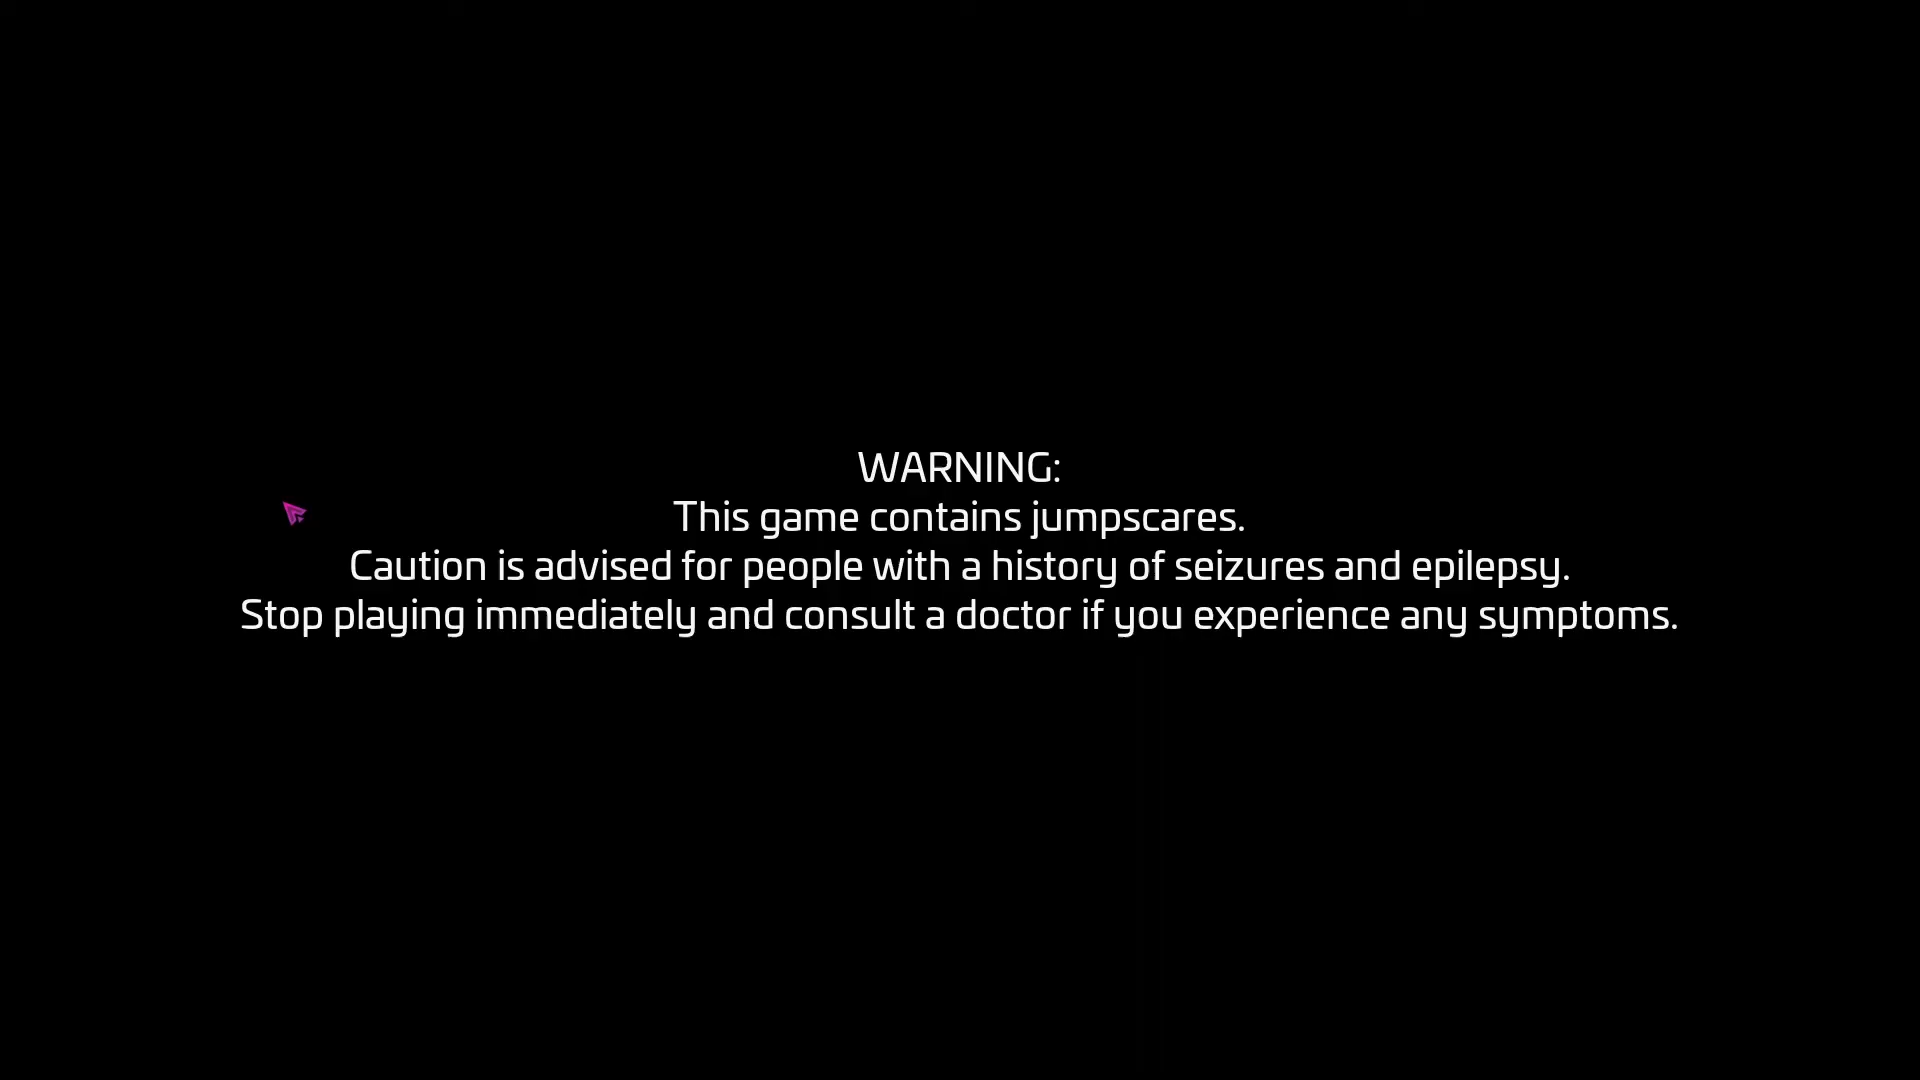 WARNING:
This game contains jumpscares.
Caution is advised for people with a history of seizures and epilepsy.
Stop playing immediately and consult a doctor if you experience any symptoms.